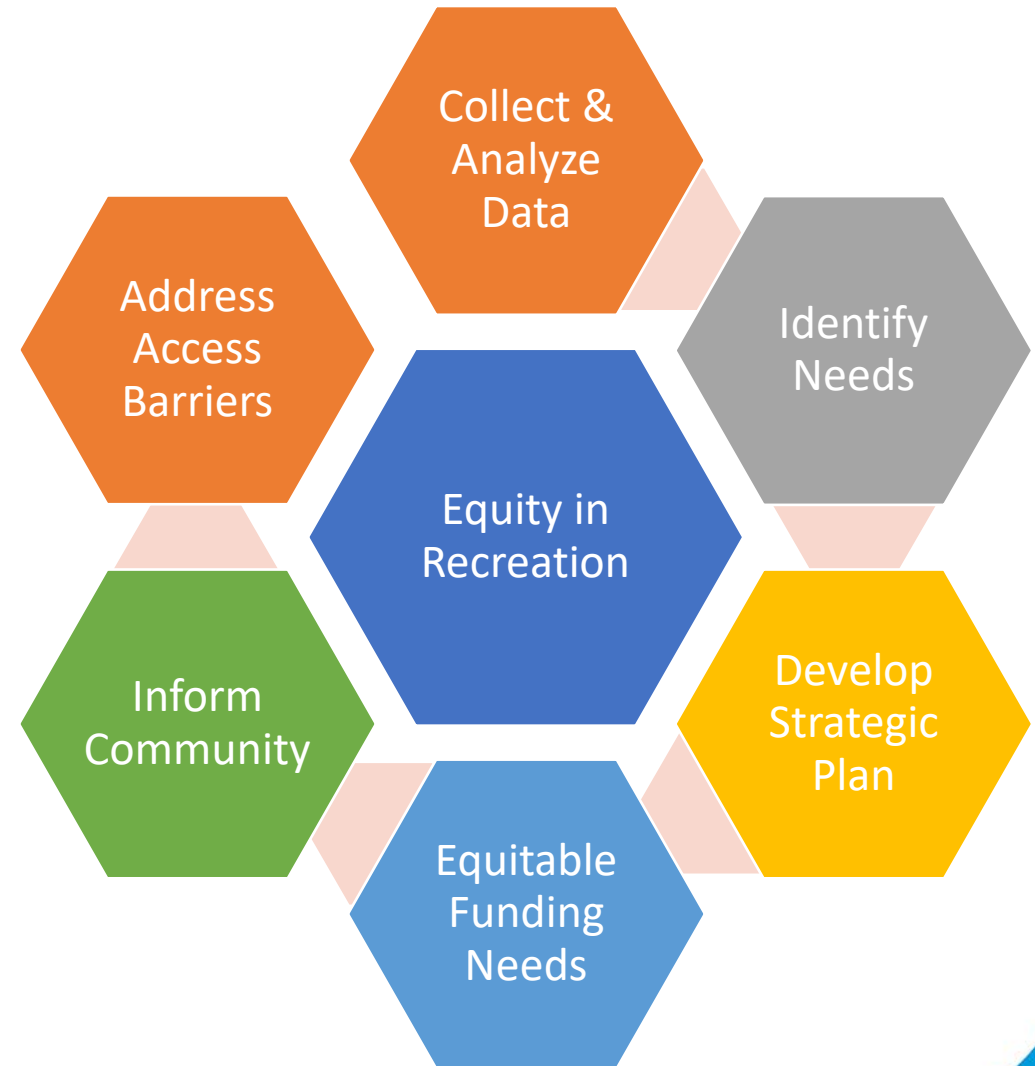 Collect &
Analyze
Data
Address
Access
Barriers
Identify
Needs
Equity in
Recreation
Inform
Community
Develop
Strategic
Plan
Equitable
Funding
Needs